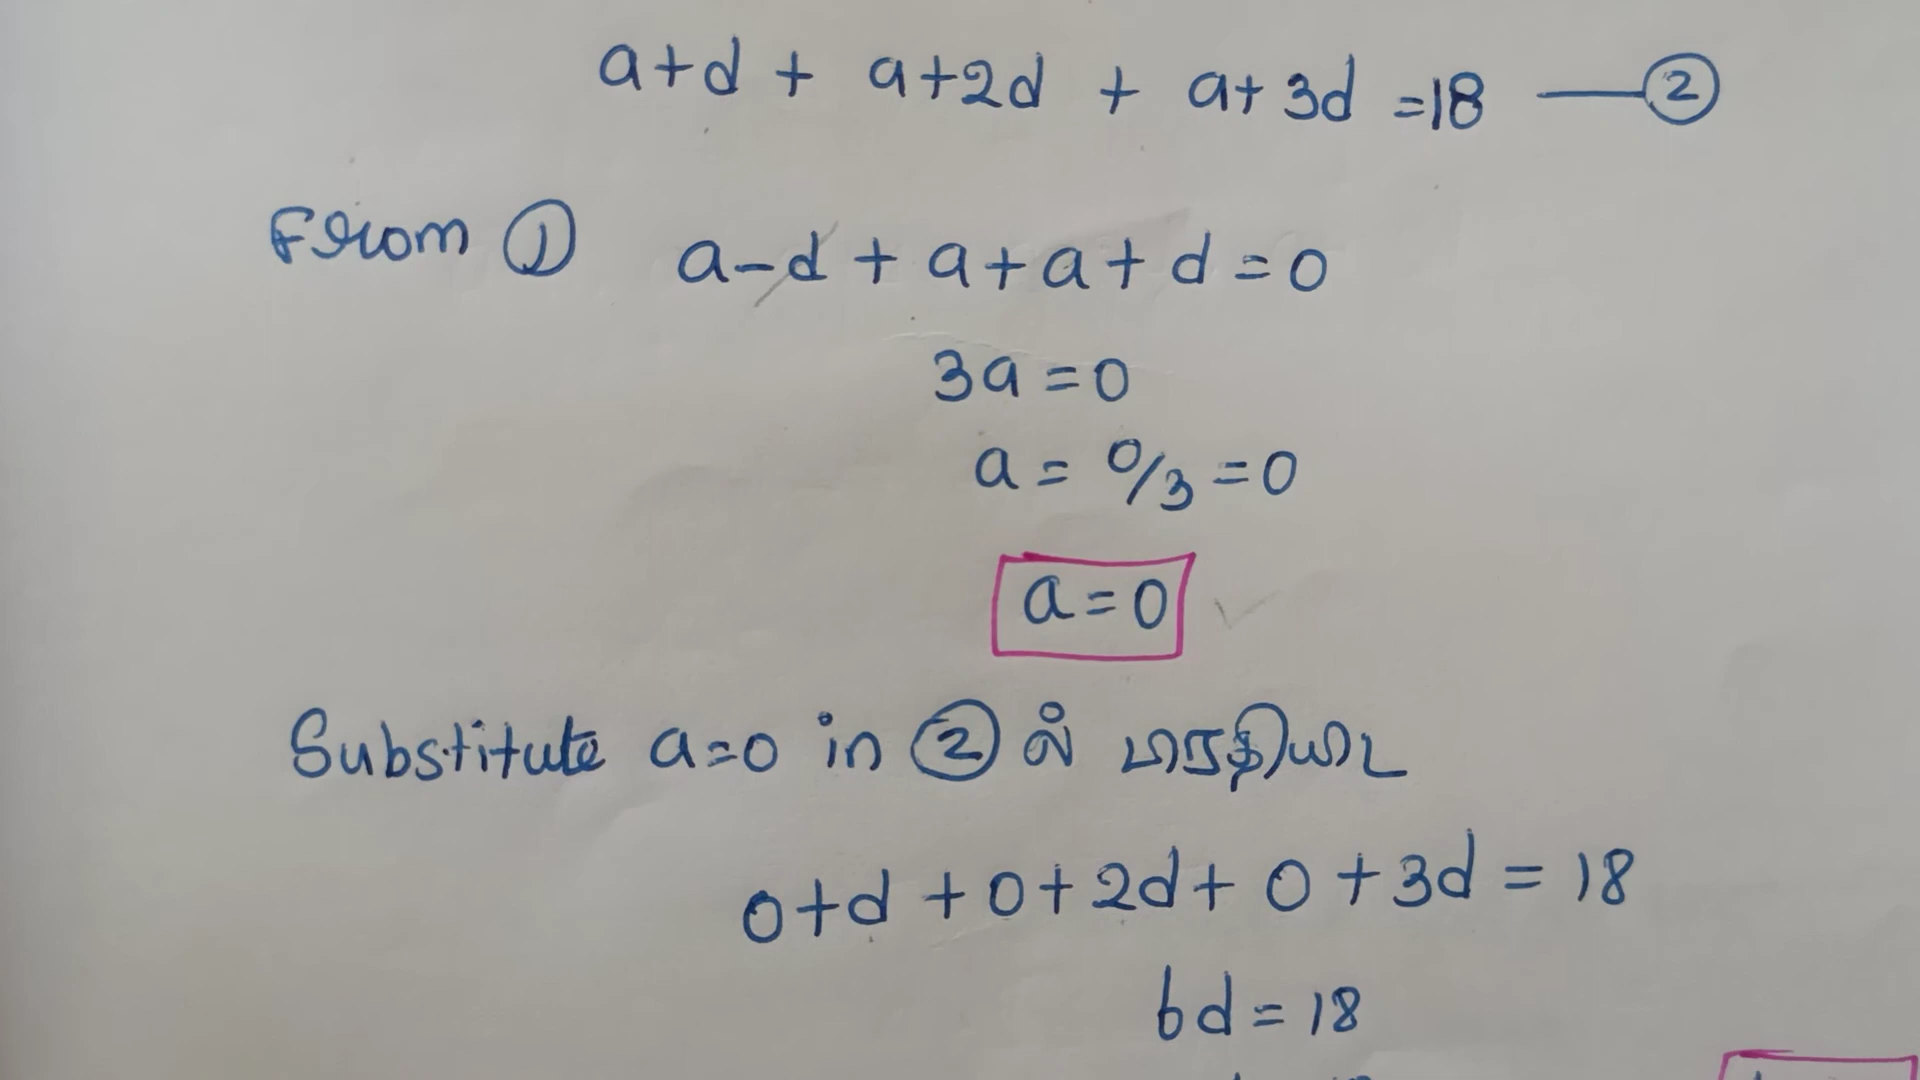 a+d + a+2d + a+3d =18 —②
From ① a-d + a+a+d=0
3a=0
a= 0/3=0
a=0
Substitute a=0 in ② ல் பிரதியிட
0+d +0+2d+ 0 +3d = 18
6d=18